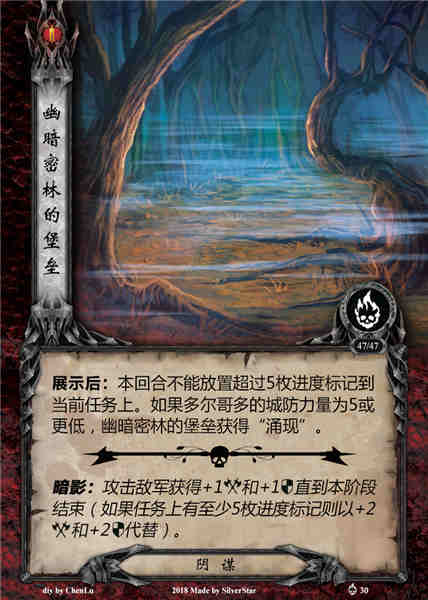 幽暗密林的堡垒
47/47
展示后：本回合不能放置超过5枚进度标记到
当前任务上。如果多尔哥多的城防力量为5或
更低，幽暗密林的堡垒获得“涌现”。
暗影：攻击敌军获得+1和+1直到本阶段
结束（如果任务上有至少5枚进度标记则以+2
和+2代替）。
阴谋
diy by ChenLu
2018 Made by SilverStar
30